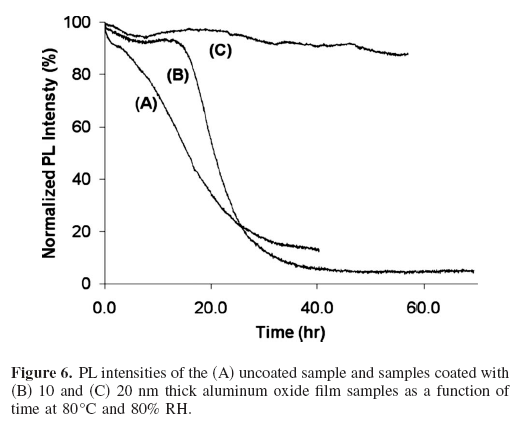 100
80
60
40
20
0
Normalized PL Intensty (%)
(A)
(B)
(C)
0.0 20.0 40.0 60.0
Time (hr)
Figure 6. PL intensities of the (A) uncoated sample and samples coated with
(B) 10 and (C) 20 nm thick aluminum oxide film samples as a function of
time at 80°C and 80% RH.